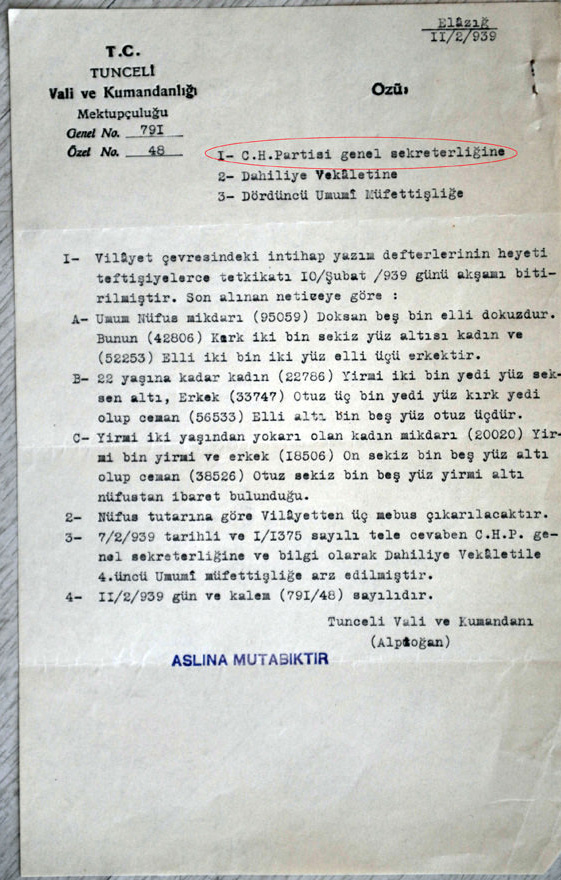 Elâzığ
II/2/939
T.C.
TUNCELİ
Vali ve Kumandanlığı
Mektupçuluğu
Genel No. 79I
Özel No. 48
Özü:
I- C.H.Partisi genel sekreterliğine
2- Dahiliye Vekâletine
3- Dördüncü Umumî Müfettişliğe
I- Vilâyet çevresindeki intihap yazım defterlerinin heyeti
teftişiyelerce tetkikatı IO/Şubat /939 günü akşamı biti-
rilmiştir. Son alınan neticeye göre :
A- Umum Nüfus mikdarı (95059) Doksan beş bin elli dokuzdur.
Bunun (42806) Kırk iki bin sekiz yüz altısı kadın ve
(52253) Elli iki bin iki yüz elli üçü erkektir.
B- 22 yaşına kadar kadın (22786) Yirmi iki bin yedi yüz sek-
sen altı, Erkek (33747) Otuz üç bin yedi yüz kırk yedi
olup ceman (56533) Elli altı bin beş yüz otuz üçdür.
C- Yirmi iki yaşından yokarı olan kadın mikdarı (20020) Yir-
mi bin yirmi ve erkek (I8506) On sekiz bin beş yüz altı
olup ceman (38526) Otuz sekiz bin beş yüz yirmi altı
nüfustan ibaret bulunduğu.
2- Nüfus tutarına göre Vilâyetten üç mebus çıkarılacaktır.
3- 7/2/939 tarihli ve I/I375 sayılı tele cevaben C.H.P. ge-
nel sekreterliğine ve bilgi olarak Dahiliye Vekâletile
4.üncü Umumî müfettişliğe arz edilmiştir.
4- II/2/939 gün ve kalem (79I/48) sayılıdır.
Tunceli Vali ve Kumandanı
(Alpdoğan)
ASLINA MUTABIKTIR